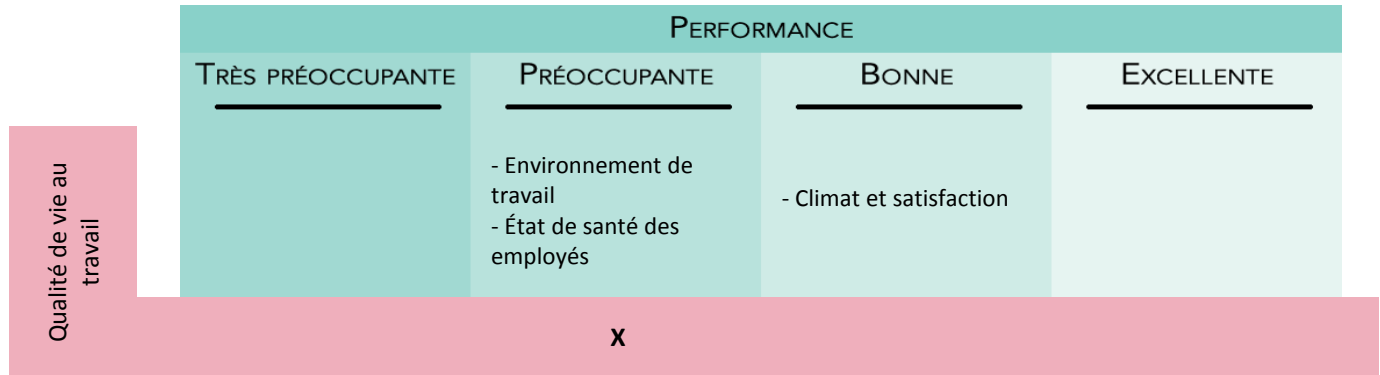 PERFORMANCE
TRÈS PRÉOCCUPANTE
PRÉOCCUPANTE
BONNE
EXCELLENTE
Qualité de vie au
travail
- Environnement de
travail
- État de santé des
employés
- Climat et satisfaction
X